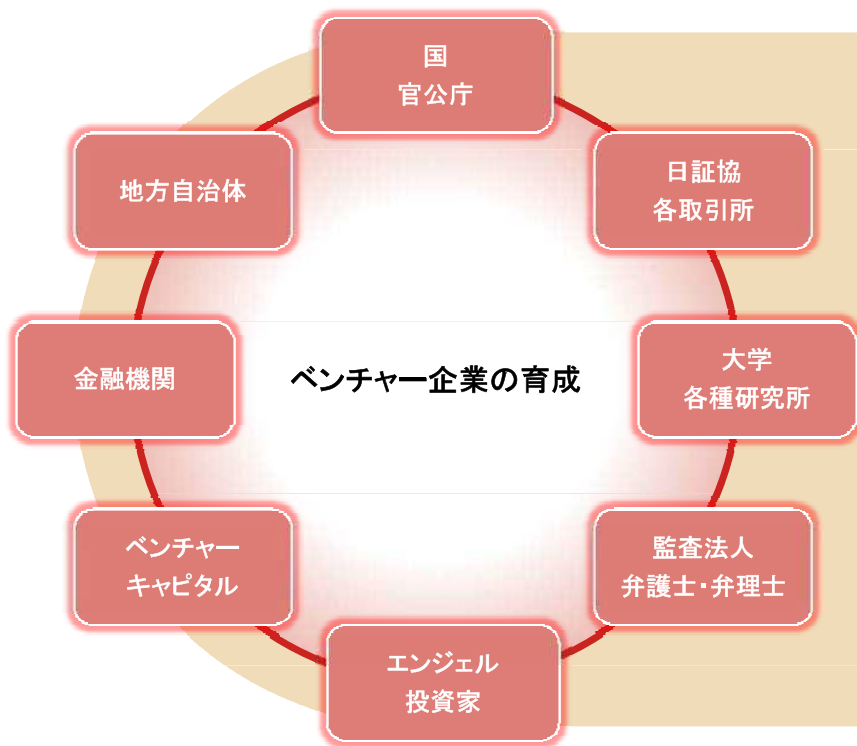 国
官公庁
日証協
各取引所
地方自治体
金融機関
ベンチャー企業の育成
大学
各種研究所
ベンチャー
キャピタル
監査法人
弁護士・弁理士
エンジェル
投資家